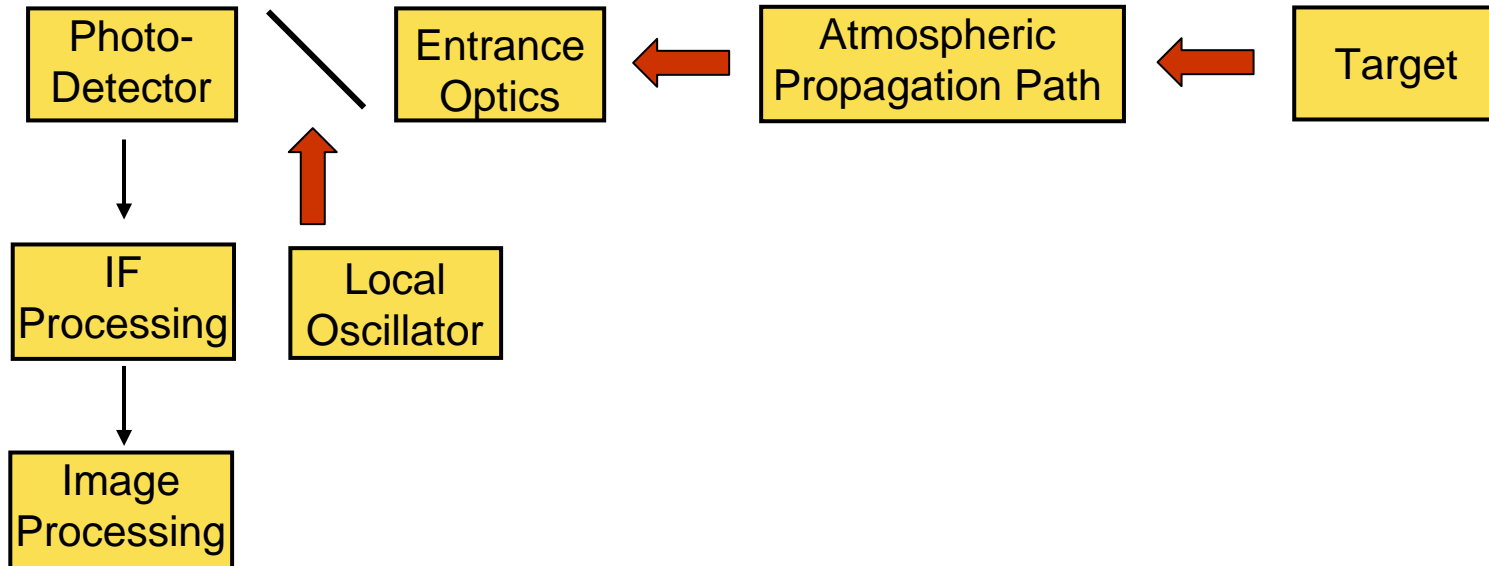 Photo-
Detector
Entrance
Optics
Atmospheric
Propagation Path
Target
IF
Processing
Local
Oscillator
Image
Processing